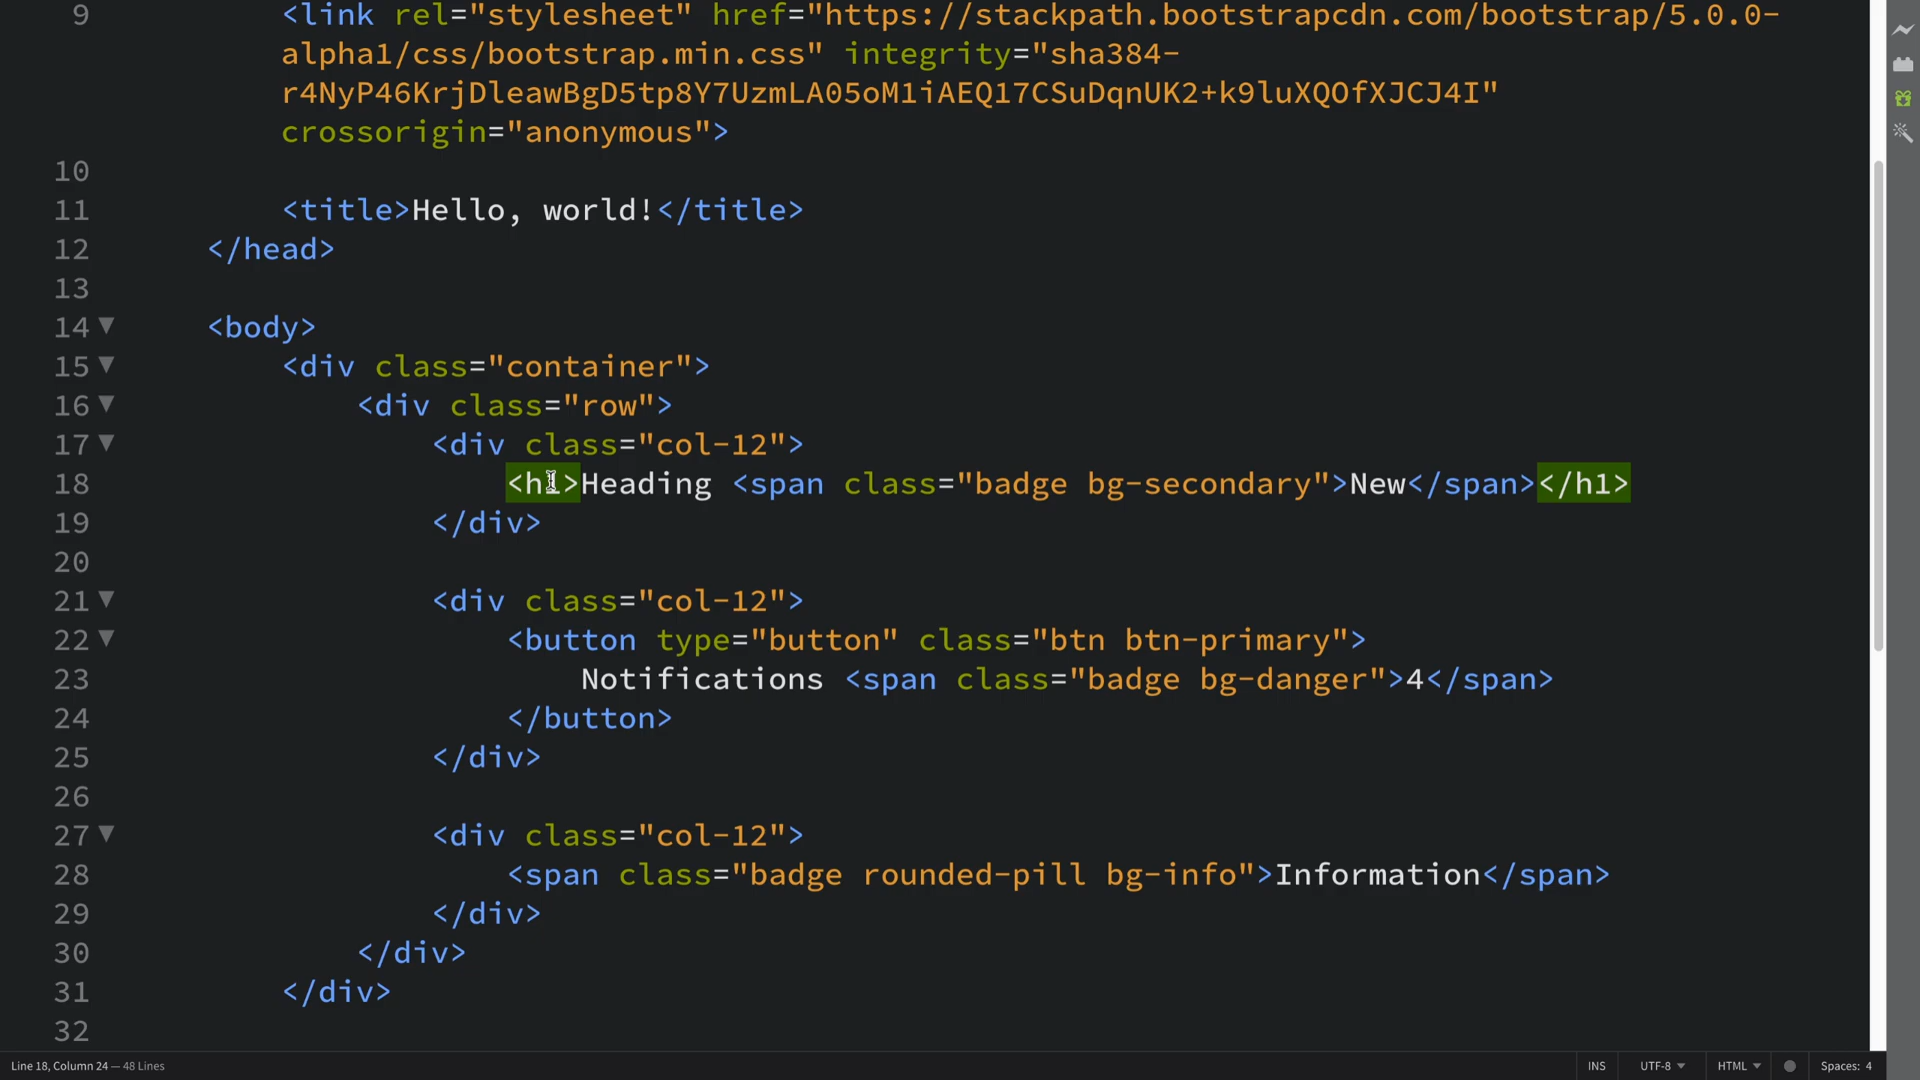 9 <link rel="stylesheet" href="https://stackpath.bootstrapcdn.com/bootstrap/5.0.0-
alpha1/css/bootstrap.min.css" integrity="sha384-
r4NyP46KrjDleawBgD5tp8Y7UzmLA05oM1iAEQ17CSuDqnUK2+k9luXQOfXJCJ4I"
crossorigin="anonymous">
10
11 <title>Hello, world!</title>
12 </head>
13
14 <body>
15 <div class="container">
16 <div class="row">
17 <div class="col-12">
18 <h1>Heading <span class="badge bg-secondary">New</span></h1>
19 </div>
20
21 <div class="col-12">
22 <button type="button" class="btn btn-primary">
23 Notifications <span class="badge bg-danger">4</span>
24 </button>
25 </div>
26
27 <div class="col-12">
28 <span class="badge rounded-pill bg-info">Information</span>
29 </div>
30 </div>
31 </div>
32
Line 18, Column 24 — 48 Lines INS UTF-8 HTML Spaces: 4